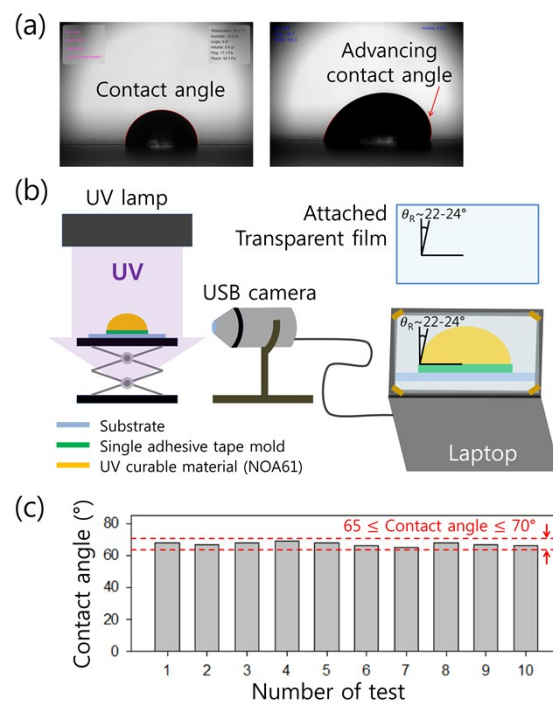 (a)
Contact angle
Advancing
contact angle
(b)
UV lamp
UV
USB camera
Attached
Transparent film
θR~22-24°
θR~22-24°
Laptop
Substrate
Single adhesive tape mold
UV curable material (NOA61)
(c)
65 ≤ Contact angle ≤ 70°
Contact angle (°)
80
60
40
20
0
1 2 3 4 5 6 7 8 9 10
Number of test